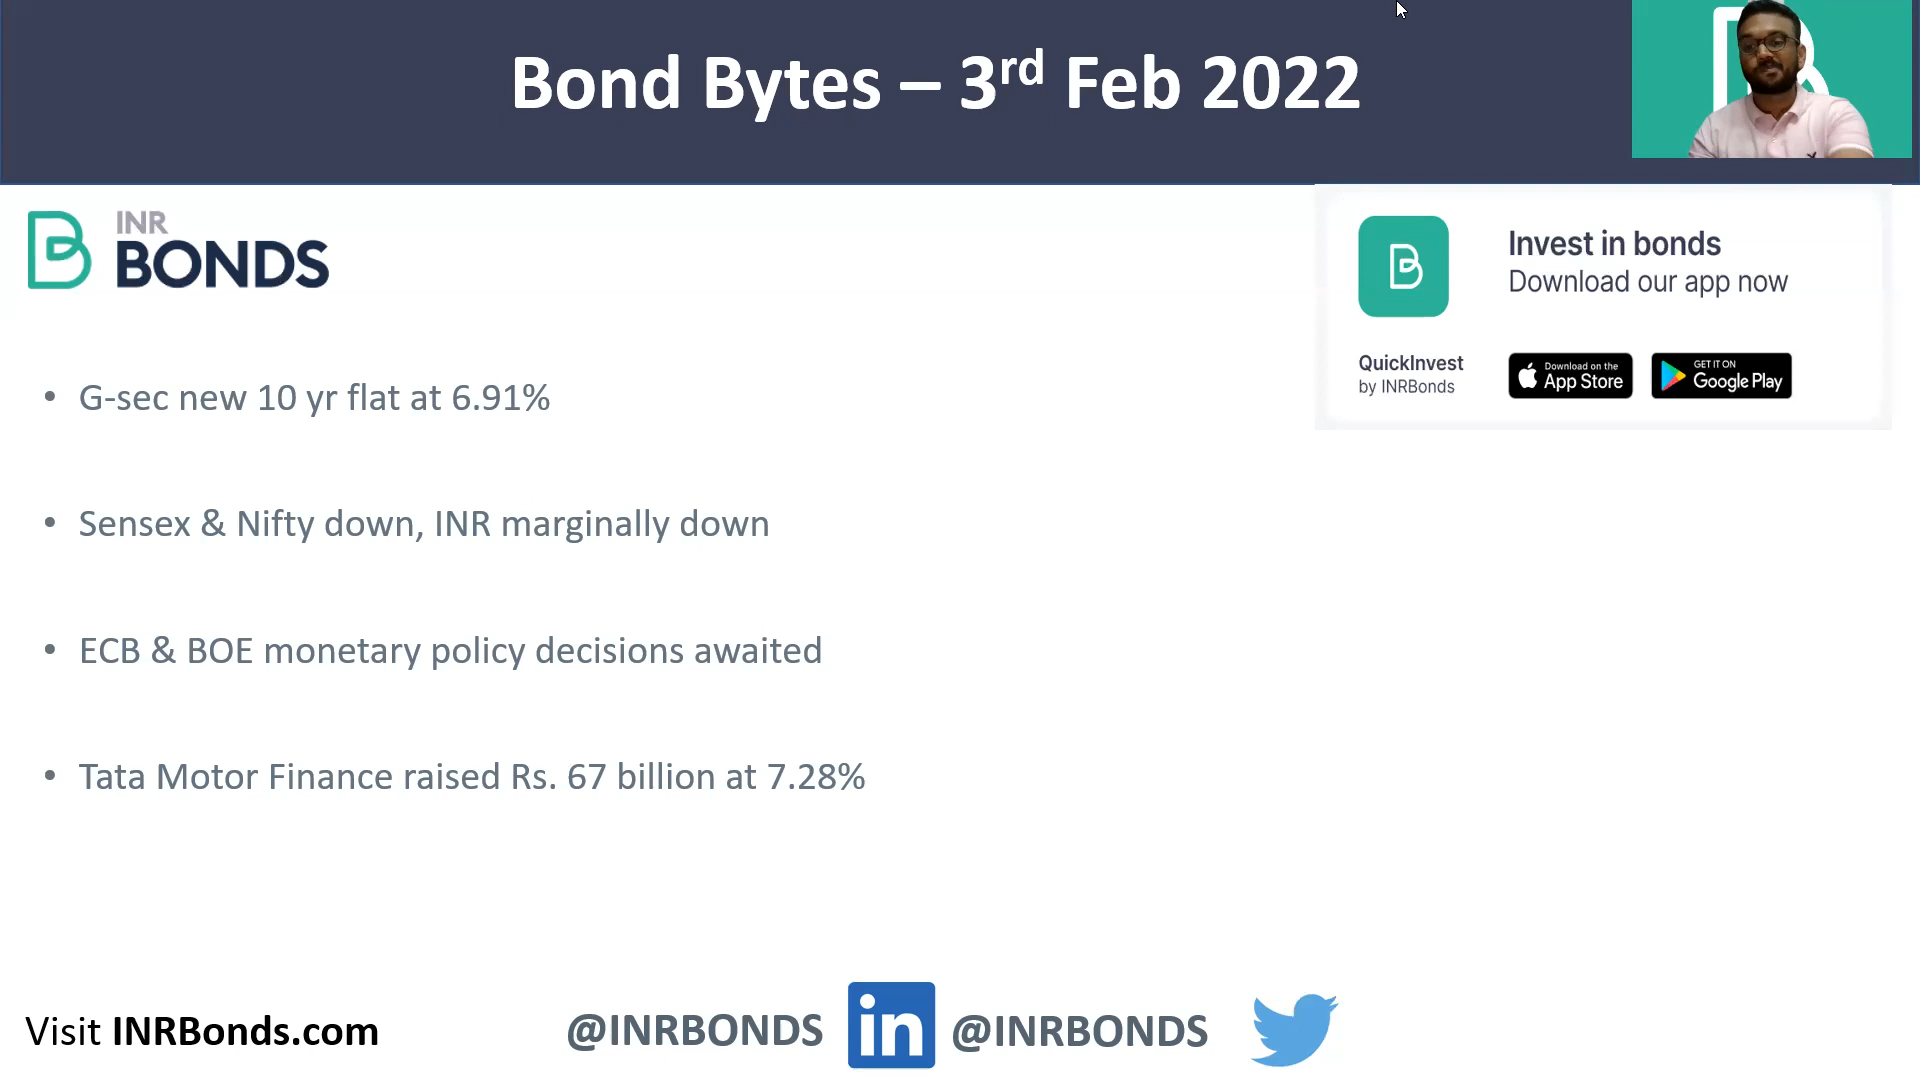 Bond Bytes – 3rd Feb 2022
INR
BONDS
Invest in bonds
Download our app now
QuickInvest
by INRBonds
Download on the
App Store
GET IT ON
Google Play
• G-sec new 10 yr flat at 6.91%
• Sensex & Nifty down, INR marginally down
• ECB & BOE monetary policy decisions awaited
• Tata Motor Finance raised Rs. 67 billion at 7.28%
Visit INRBonds.com
@INRBONDS
in
@INRBONDS